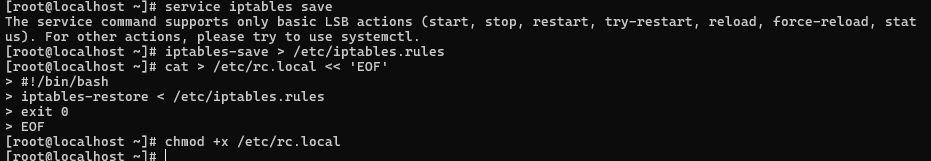 [root@localhost ~]# service iptables save
The service command supports only basic LSB actions (start, stop, restart, try-restart, reload, force-reload, stat
us). For other actions, please try to use systemctl.
[root@localhost ~]# iptables-save > /etc/iptables.rules
[root@localhost ~]# cat > /etc/rc.local << 'EOF'
> #!/bin/bash
> iptables-restore < /etc/iptables.rules
> exit 0
> EOF
[root@localhost ~]# chmod +x /etc/rc.local
[root@localhost ~]#